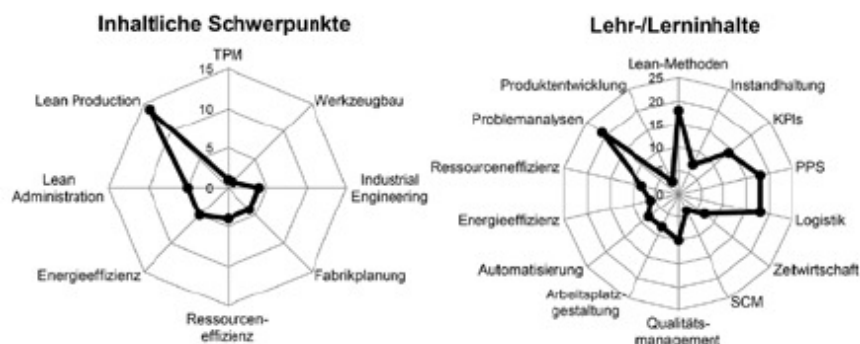 Inhaltliche Schwerpunkte
TPM
15
10
5
0
Werkzeugbau
Industrial
Engineering
Fabrikplanung
Ressourcen-
effizienz
Energieeffizienz
Lean
Administration
Lean Production
Lehr-/Lerninhalte
Lean-Methoden
25
20
15
10
0
Instandhaltung
KPIs
PPS
Logistik
Zeitwirtschaft
SCM
Qualitäts-
management
Arbeitsplatz-
gestaltung
Automatisierung
Energieeffizienz
Ressourceneffizienz
Problemanalysen
Produktentwicklung